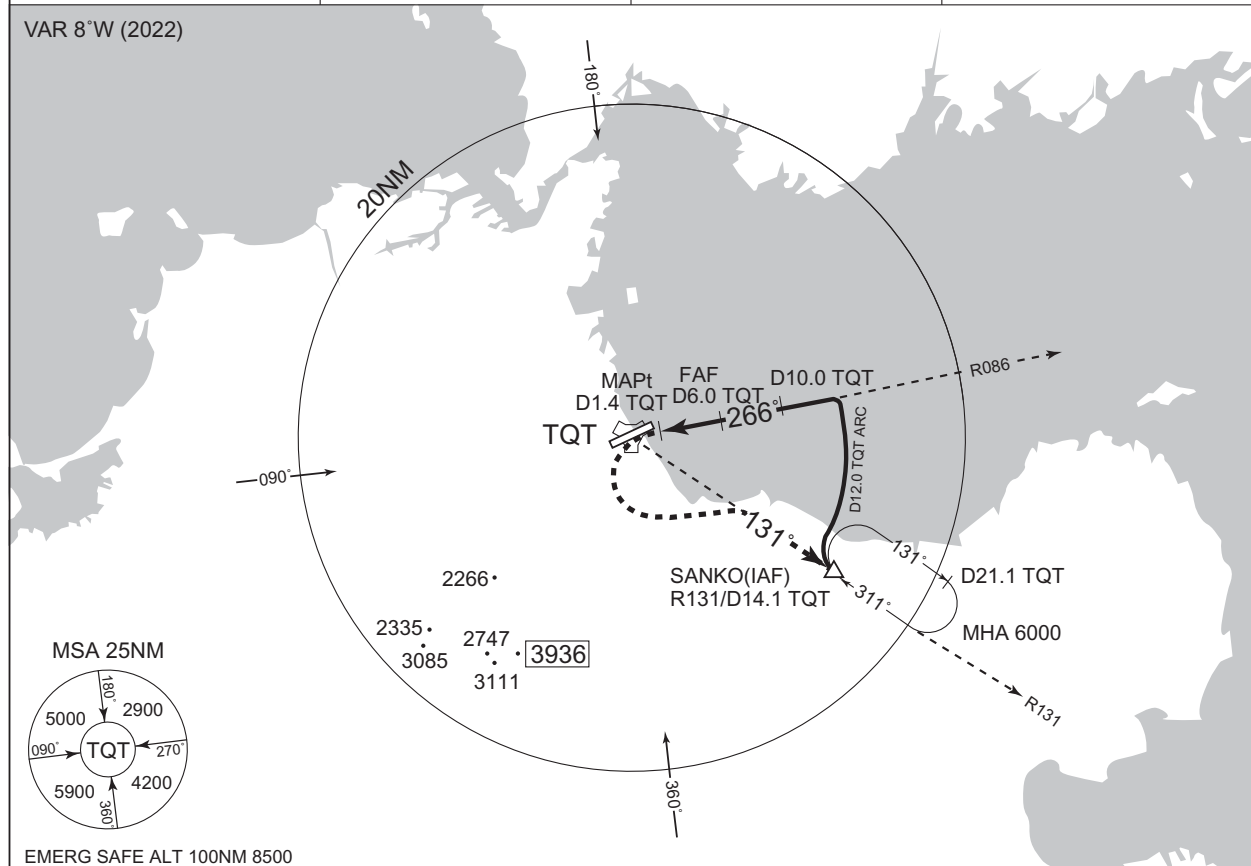 VAR 8°W (2022)
180°
20NM
R086
MAPt
D1.4 TQT
FAF
D6.0 TQT
D10.0 TQT
266°
TQT
D12.0 TQT ARC
090°
131°
131°
SANKO(IAF)
R131/D14.1 TQT
D21.1 TQT
311°
MHA 6000
2266
2335
3085
2747
3111
3936
R131
MSA 25NM
180°
5000
2900
090°
TQT
270°
5900
4200
360°
360°
EMERG SAFE ALT 100NM 8500